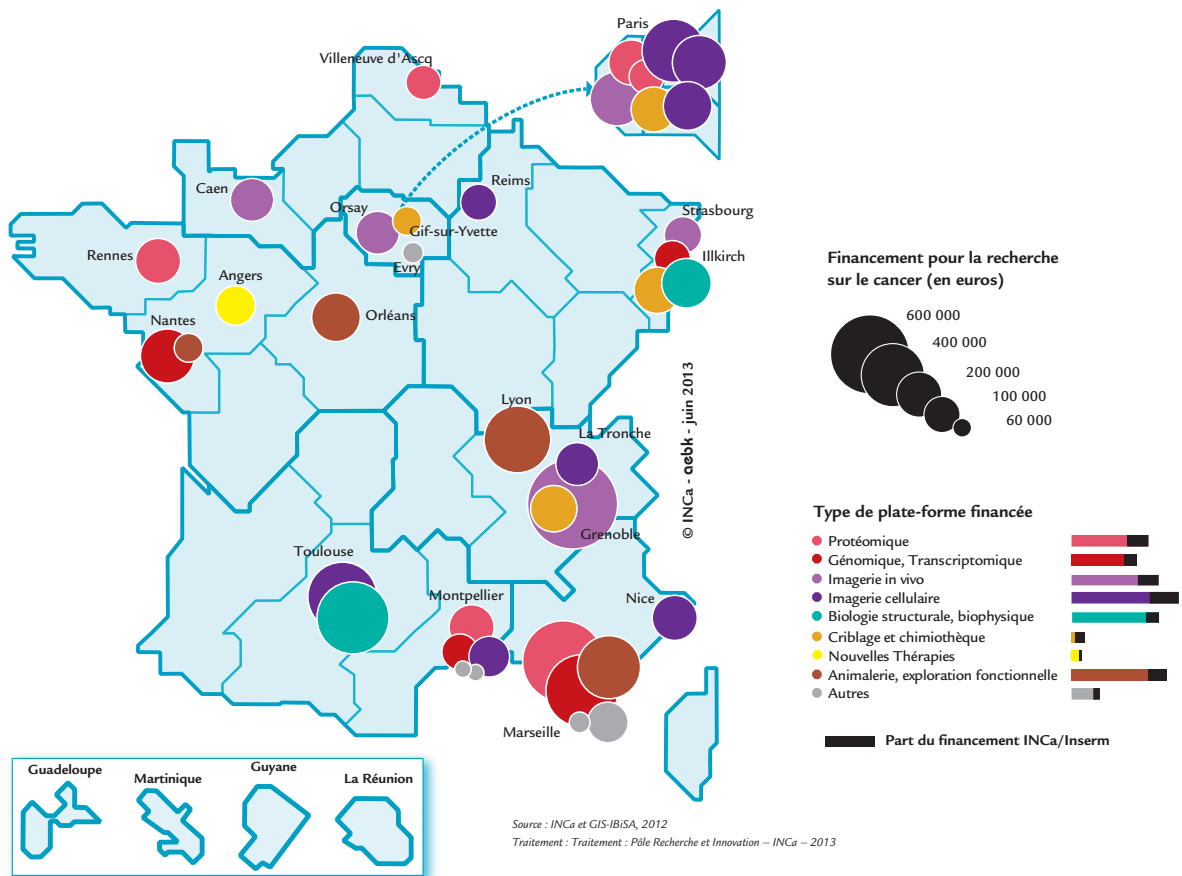 Paris
Villeneuve d'Ascq
Caen
Reims
Orsay
Strasbourg
Gif-sur-Yvette
Rennes
Illkirch
Evry
Angers
Nantes
Orléans
Lyon
La Tronche
Grenoble
Toulouse
Montpellier
Nice
Marseille
© INCa - aebk - juin 2013
Financement pour la recherche
sur le cancer (en euros)
600 000
400 000
200 000
100 000
60 000
Type de plate-forme financée
Protéomique
Génomique, Transcriptomique
Imagerie in vivo
Imagerie cellulaire
Biologie structurale, biophysique
Criblage et chimiothèque
Nouvelles Thérapies
Animalerie, exploration fonctionnelle
Autres
Part du financement INCa/Inserm
Guadeloupe
Martinique
Guyane
La Réunion
Source : INCa et GIS-IBiSA, 2012
Traitement : Traitement : Pôle Recherche et Innovation – INCa – 2013